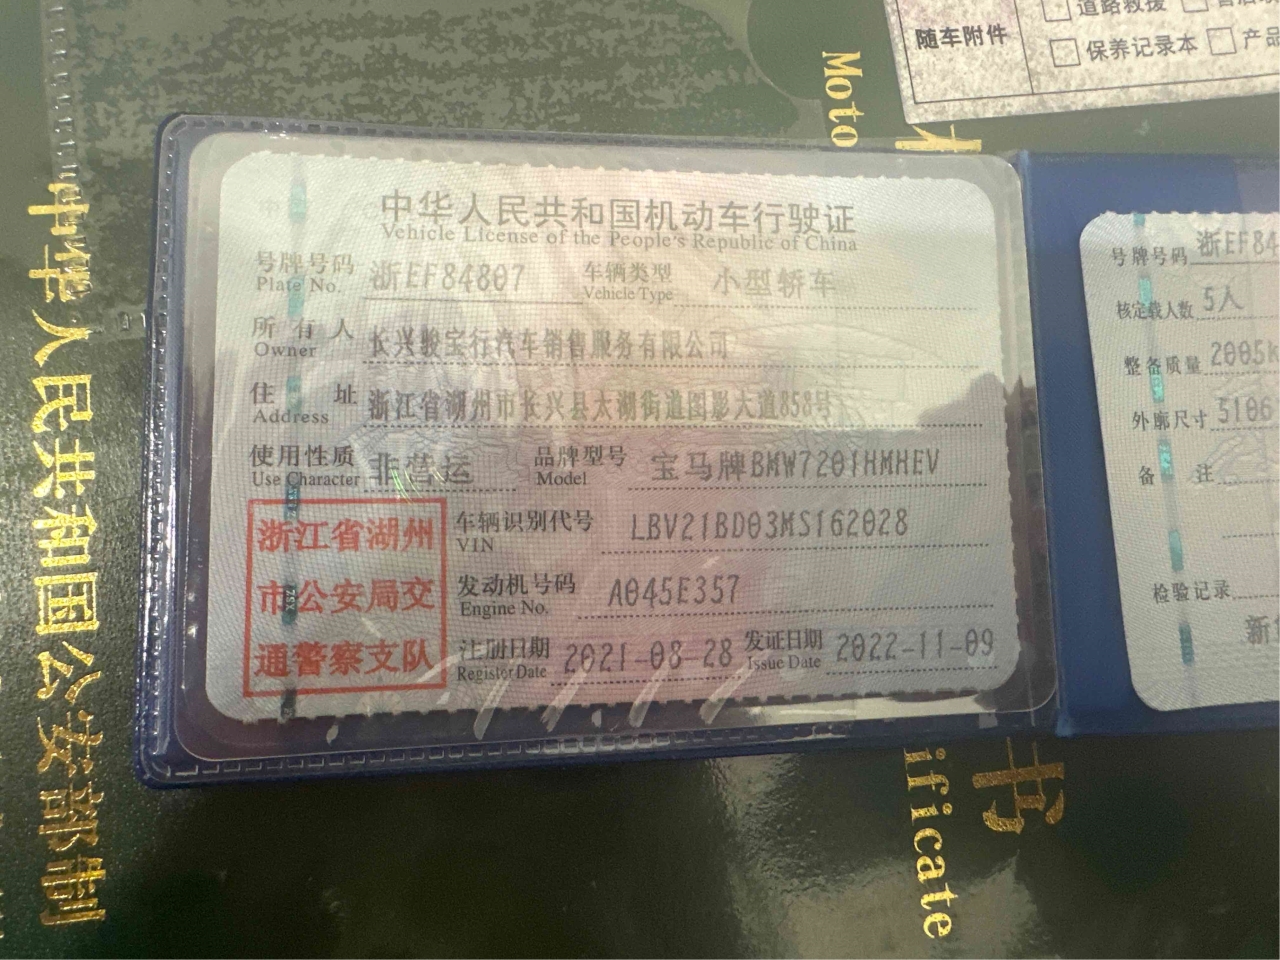 随车附件
道路救援
保养记录本
产品
Moto
中华人民共和国公安部制
中华人民共和国机动车行驶证
Vehicle License of the People's Republic of China
号牌号码 浙EF84807 车辆类型 小型轿车
Plate No. Vehicle Type
所有人 长兴骏宝行汽车销售服务有限公司
Owner
住址 浙江省湖州市长兴县太湖街道图影大道858号
Address
使用性质 非营运 品牌型号 宝马牌BMW7201HMHEV
Use Character Model
浙江省湖州
市公安局交
通警察支队
车辆识别代号 LBV21BD03MS162028
VIN
发动机号码 A045E357
Engine No.
注册日期 2021-08-28 发证日期 2022-11-09
Register Date Issue Date
号牌号码 浙EF84
核定载人数 5人
整备质量 2005k
外廓尺寸 5106
备注
检验记录
新
书
ificate